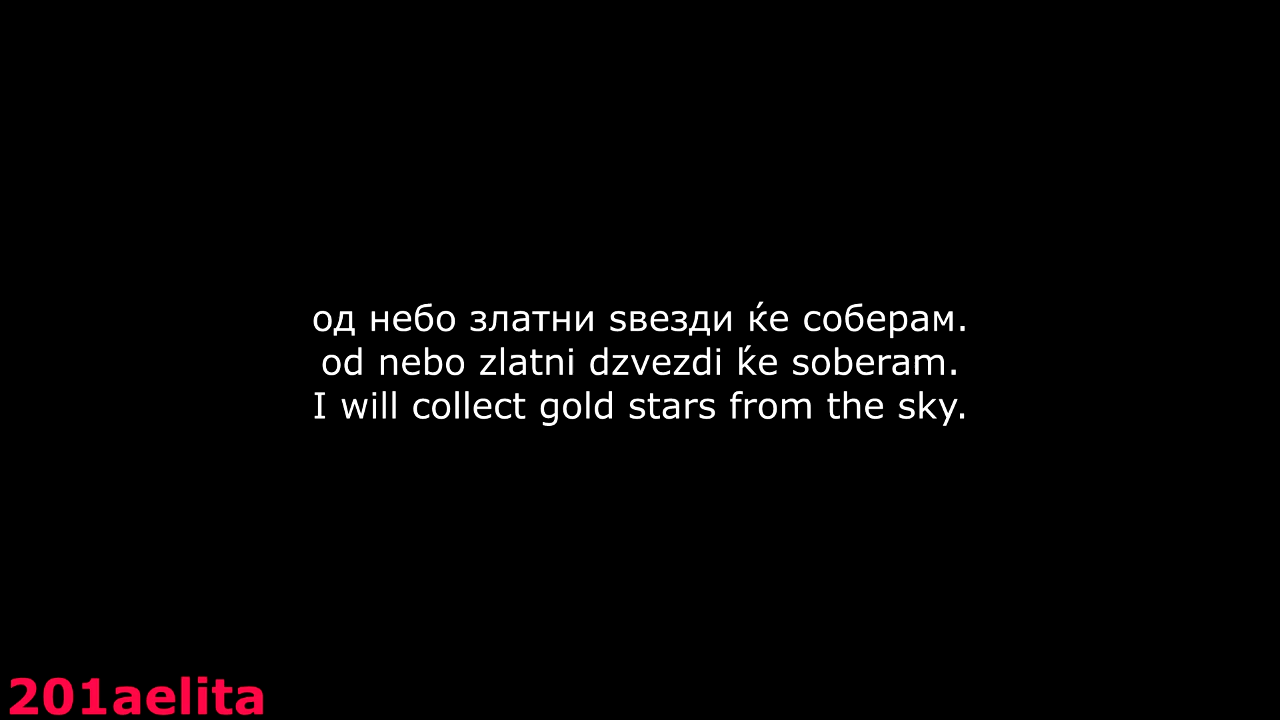 од небо златни ѕвезди ќе соберам.
od nebo zlatni dzvezdi ḱe soberam.
I will collect gold stars from the sky.
201aelita